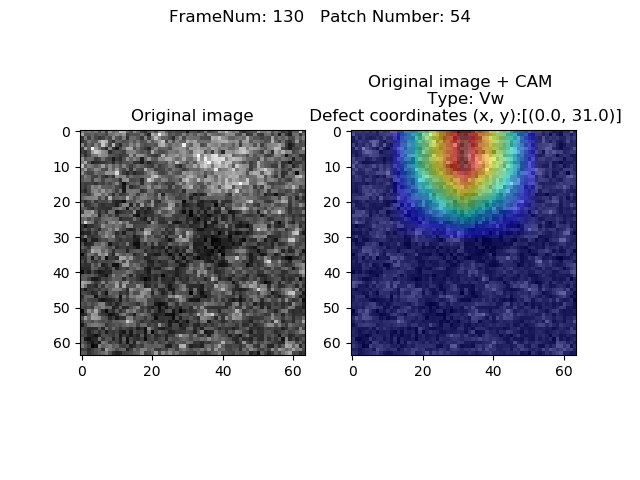 FrameNum: 130   Patch Number: 54
Original image
Original image + CAM
Type: Vw
Defect coordinates (x, y):[(0.0, 31.0)]
0
10
20
30
40
50
60
0 20 40 60
0
10
20
30
40
50
60
0 20 40 60